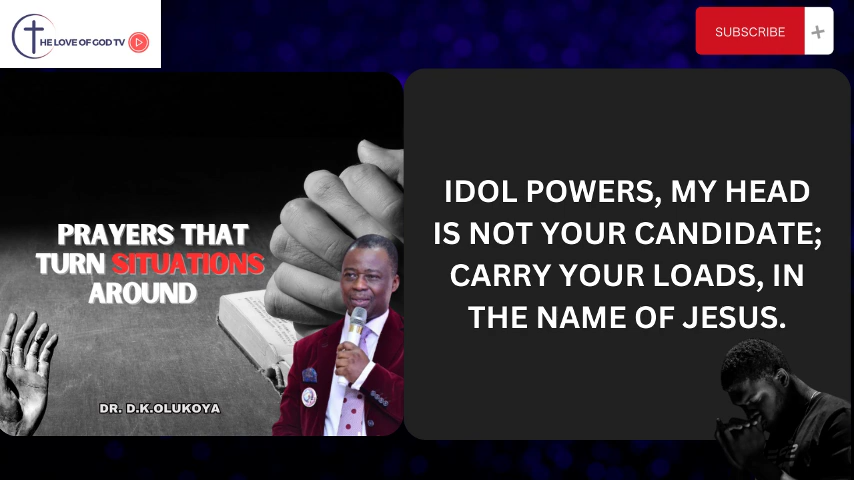 THE LOVE OF GOD TV
SUBSCRIBE
PRAYERS THAT
TURN SITUATIONS
AROUND
DR. D.K.OLUKOYA
IDOL POWERS, MY HEAD
IS NOT YOUR CANDIDATE;
CARRY YOUR LOADS, IN
THE NAME OF JESUS.